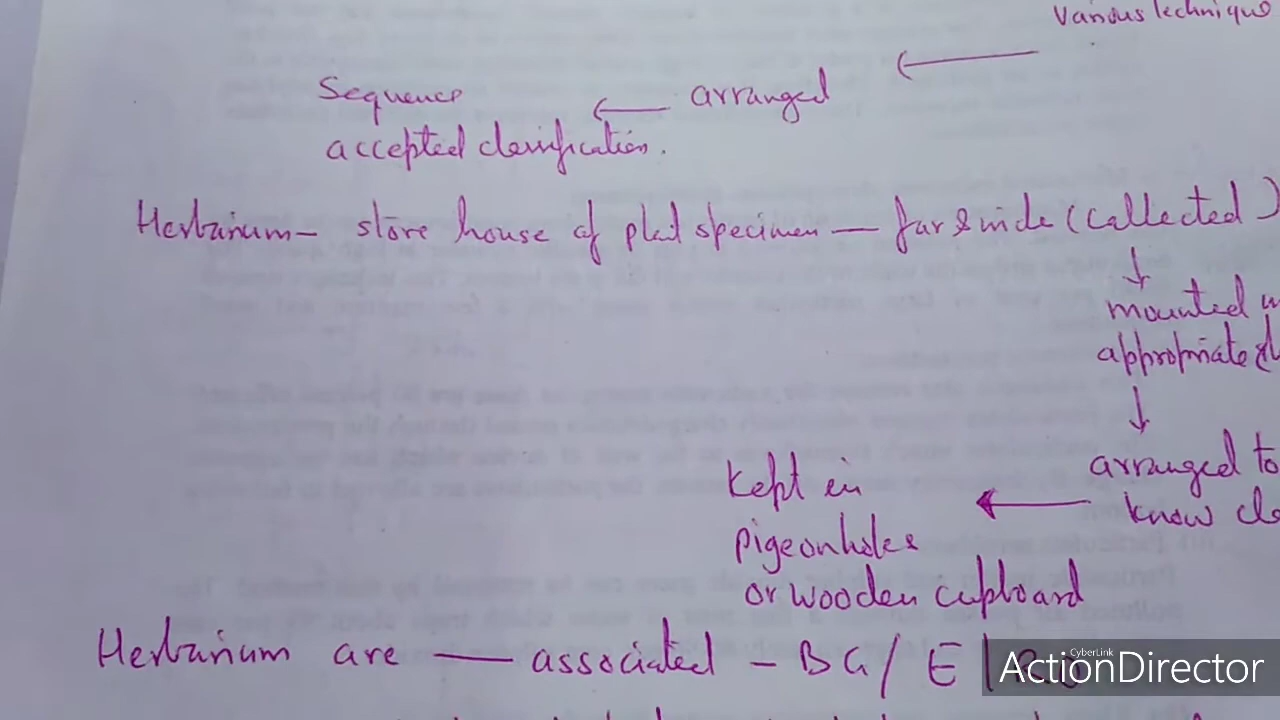 Various technique
Sequence ← arranged ←
accepted classification.
Herbarium – store house of plant specimen – far & wide (collected)
↓
mounted
appropriate
↓
arranged to
Kept in ← know
pigeonholes
or wooden cupboard
Herbarium are — associated – BG/ E/
CyberLink
ActionDirector